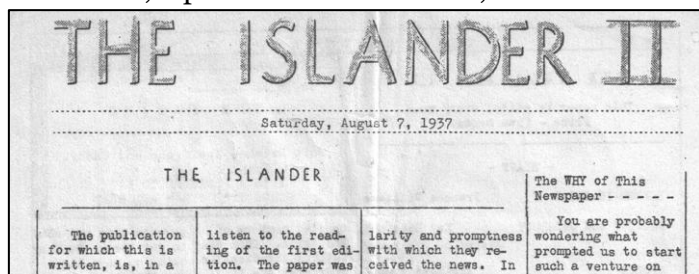 THE ISLANDER II
Saturday, August 7, 1937
THE ISLANDER
The publication
for which this is
written, is, in a
listen to the read-
ing of the first edi-
tion. The paper was
larity and promptness
with which they re-
ceived the news. In
The WHY of This
Newspaper - - - - -
You are probably
wondering what
prompted us to start
such a venture on